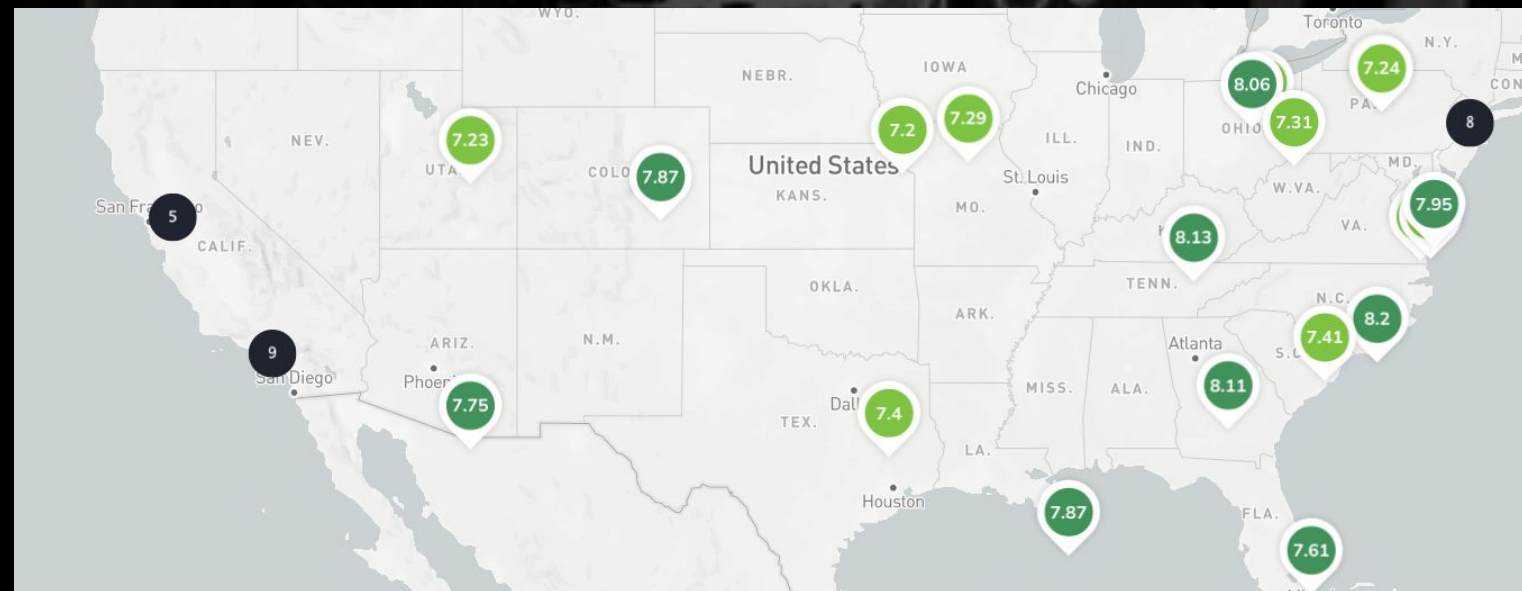 WYO.
Toronto
N.Y.
NEBR.
IOWA
Chicago
8.06
7.24
PA.
CON
NEV.
7.23
UTA
COLO
7.87
7.2
7.29
ILL.
IND.
OHIO
7.31
8
United States
KANS.
MO.
St. Louis
MD.
W.VA.
San Fra
o
5
CALIF.
8.13
VA.
7.95
OKLA.
TENN.
N.C.
8.2
ARIZ.
N.M.
ARK.
Atlanta
7.41
S.C
9
San Diego
Phoen
7.75
Dall
7.4
TEX.
MISS.
ALA.
8.11
LA.
Houston
7.87
FLA.
7.61